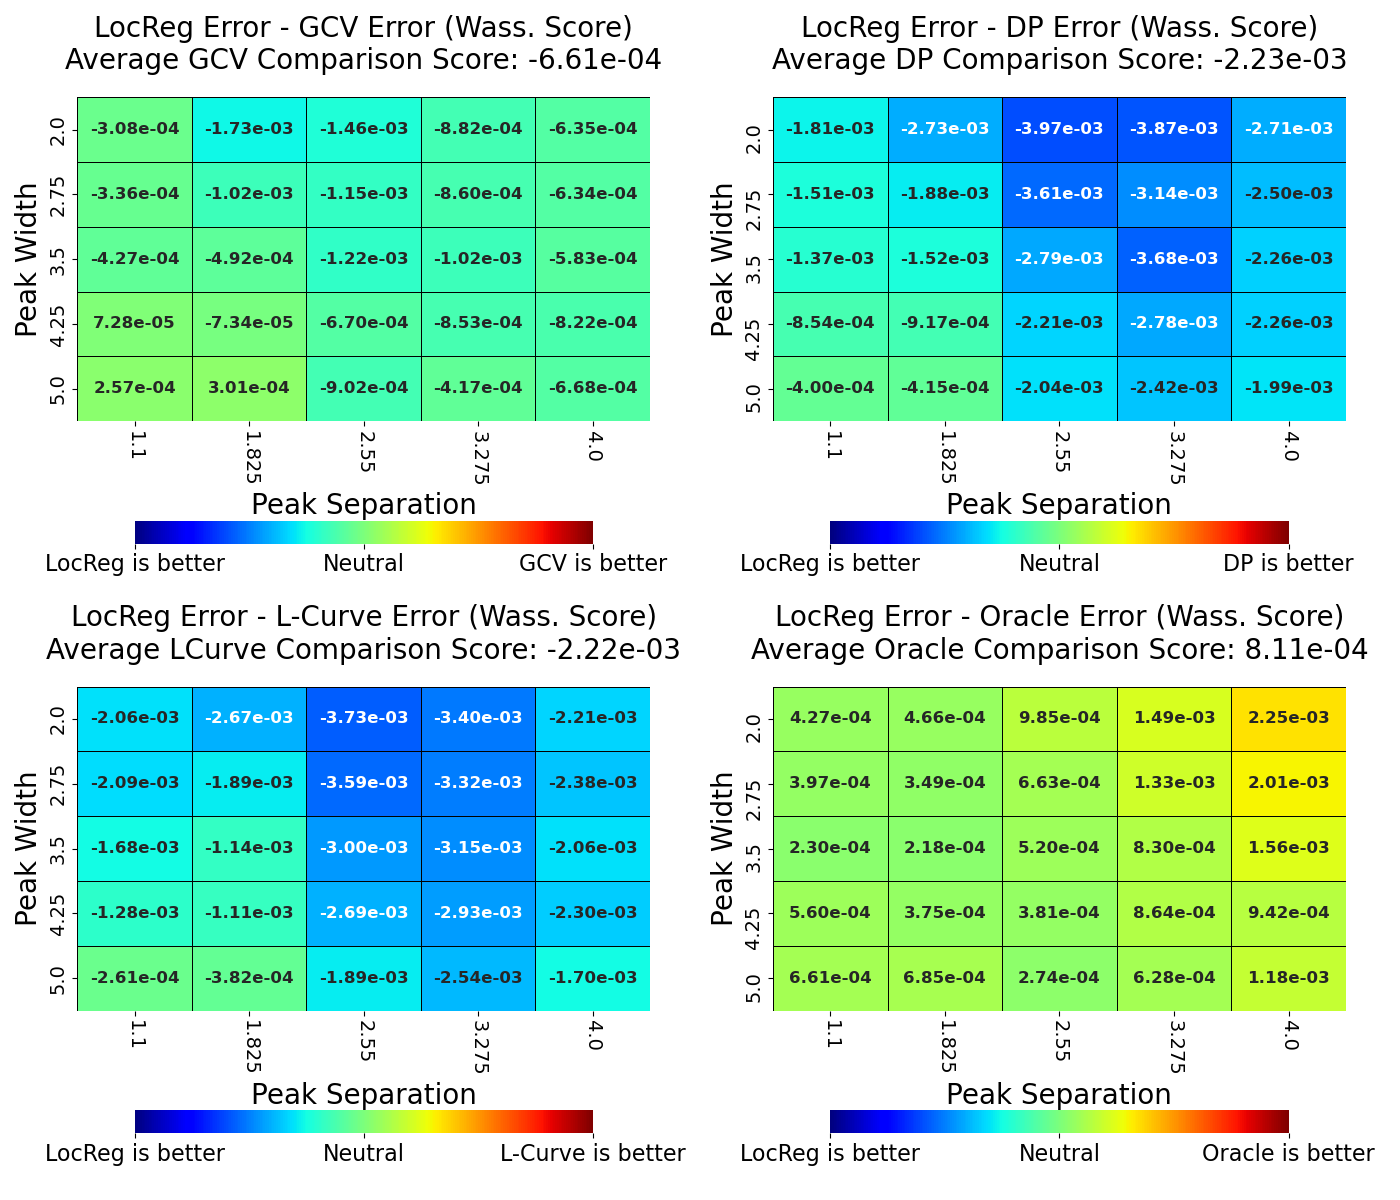 LocReg Error - GCV Error (Wass. Score)
Average GCV Comparison Score: -6.61e-04
Peak Width
2.0 -3.08e-04 -1.73e-03 -1.46e-03 -8.82e-04 -6.35e-04
2.75 -3.36e-04 -1.02e-03 -1.15e-03 -8.60e-04 -6.34e-04
3.5 -4.27e-04 -4.92e-04 -1.22e-03 -1.02e-03 -5.83e-04
4.25 7.28e-05 -7.34e-05 -6.70e-04 -8.53e-04 -8.22e-04
5.0 2.57e-04 3.01e-04 -9.02e-04 -4.17e-04 -6.68e-04
1.1 1.825 2.55 3.275 4.0
Peak Separation
LocReg is better Neutral GCV is better
LocReg Error - DP Error (Wass. Score)
Average DP Comparison Score: -2.23e-03
Peak Width
2.0 -1.81e-03 -2.73e-03 -3.97e-03 -3.87e-03 -2.71e-03
2.75 -1.51e-03 -1.88e-03 -3.61e-03 -3.14e-03 -2.50e-03
3.5 -1.37e-03 -1.52e-03 -2.79e-03 -3.68e-03 -2.26e-03
4.25 -8.54e-04 -9.17e-04 -2.21e-03 -2.78e-03 -2.26e-03
5.0 -4.00e-04 -4.15e-04 -2.04e-03 -2.42e-03 -1.99e-03
1.1 1.825 2.55 3.275 4.0
Peak Separation
LocReg is better Neutral DP is better
LocReg Error - L-Curve Error (Wass. Score)
Average LCurve Comparison Score: -2.22e-03
Peak Width
2.0 -2.06e-03 -2.67e-03 -3.73e-03 -3.40e-03 -2.21e-03
2.75 -2.09e-03 -1.89e-03 -3.59e-03 -3.32e-03 -2.38e-03
3.5 -1.68e-03 -1.14e-03 -3.00e-03 -3.15e-03 -2.06e-03
4.25 -1.28e-03 -1.11e-03 -2.69e-03 -2.93e-03 -2.30e-03
5.0 -2.61e-04 -3.82e-04 -1.89e-03 -2.54e-03 -1.70e-03
1.1 1.825 2.55 3.275 4.0
Peak Separation
LocReg is better Neutral L-Curve is better
LocReg Error - Oracle Error (Wass. Score)
Average Oracle Comparison Score: 8.11e-04
Peak Width
2.0 4.27e-04 4.66e-04 9.85e-04 1.49e-03 2.25e-03
2.75 3.97e-04 3.49e-04 6.63e-04 1.33e-03 2.01e-03
3.5 2.30e-04 2.18e-04 5.20e-04 8.30e-04 1.56e-03
4.25 5.60e-04 3.75e-04 3.81e-04 8.64e-04 9.42e-04
5.0 6.61e-04 6.85e-04 2.74e-04 6.28e-04 1.18e-03
1.1 1.825 2.55 3.275 4.0
Peak Separation
LocReg is better Neutral Oracle is better